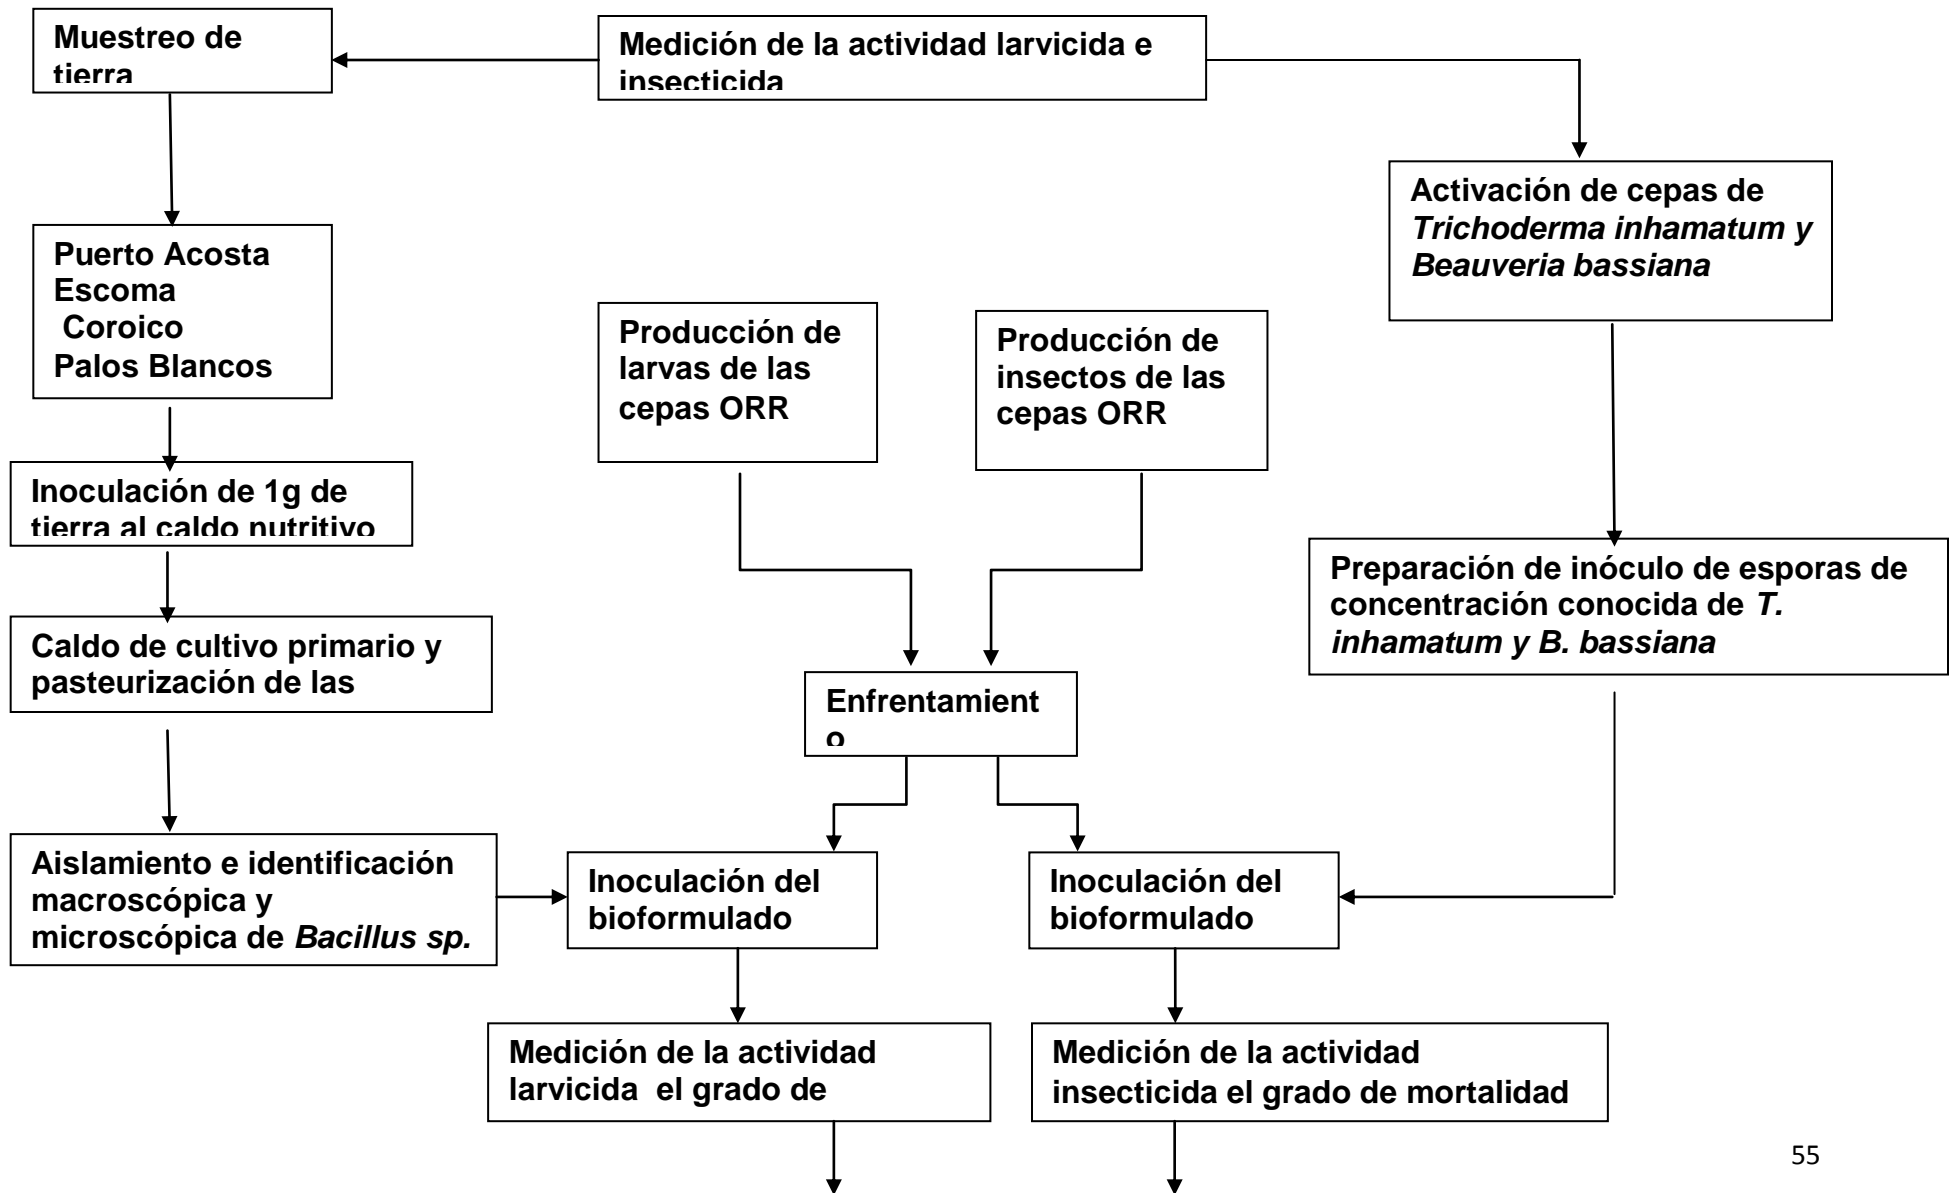 Muestreo de
tierra
Medición de la actividad larvicida e
insecticida
Activación de cepas de
Trichoderma inhamatum y
Beauveria bassiana
Puerto Acosta
Escoma
Coroico
Palos Blancos
Producción de
larvas de las
cepas ORR
Producción de
insectos de las
cepas ORR
Inoculación de 1g de
tierra al caldo nutritivo
Preparación de inóculo de esporas de
concentración conocida de T.
inhamatum y B. bassiana
Caldo de cultivo primario y
pasteurización de las
Enfrentamient
o
Aislamiento e identificación
macroscópica y
microscópica de Bacillus sp.
Inoculación del
bioformulado
Inoculación del
bioformulado
Medición de la actividad
larvicida el grado de
Medición de la actividad
insecticida el grado de mortalidad
55